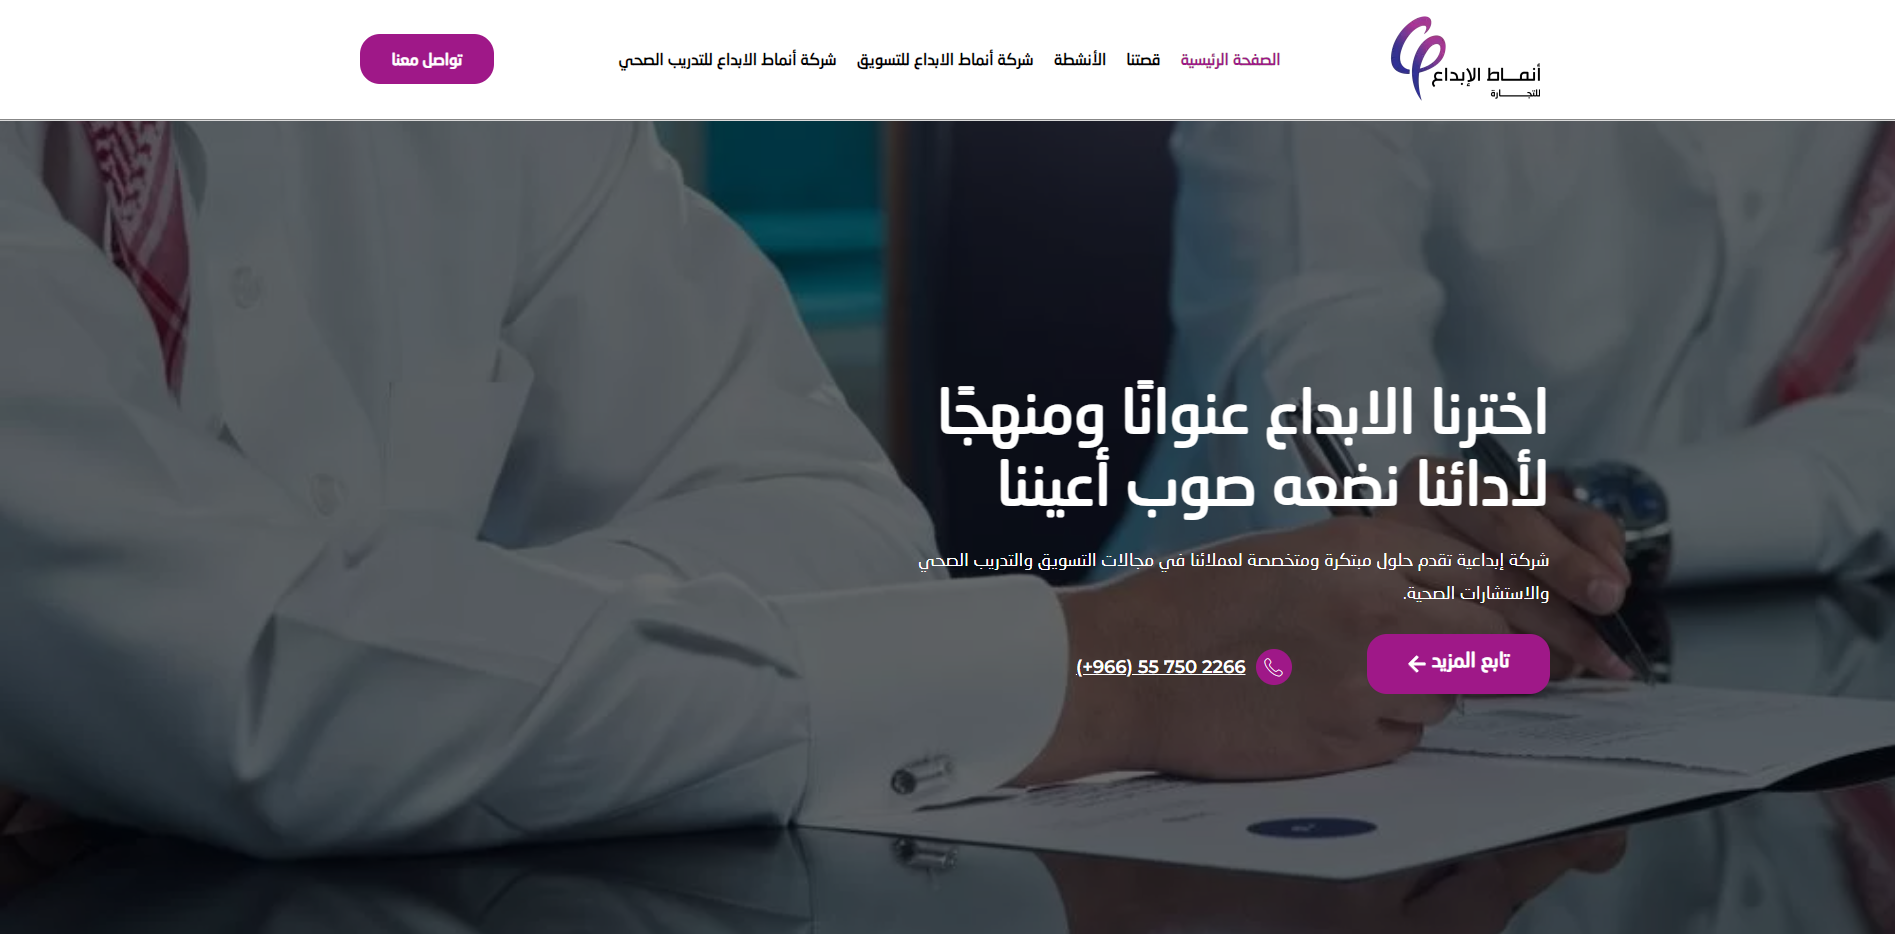 أنمـــاط الإبداع
للتجـــــــارة
الصفحة الرئيسية
قصتنا
الأنشطة
شركة أنماط الابداع للتسويق
شركة أنماط الابداع للتدريب الصحي
تواصل معنا
اخترنا الابداع عنوانًا ومنهجًا
لأدائنا نضعه صوب أعيننا
شركة إبداعية تقدم حلول مبتكرة ومتخصصة لعملائنا في مجالات التسويق والتدريب الصحي
والاستشارات الصحية.
تابع المزيد
(+966) 55 750 2266